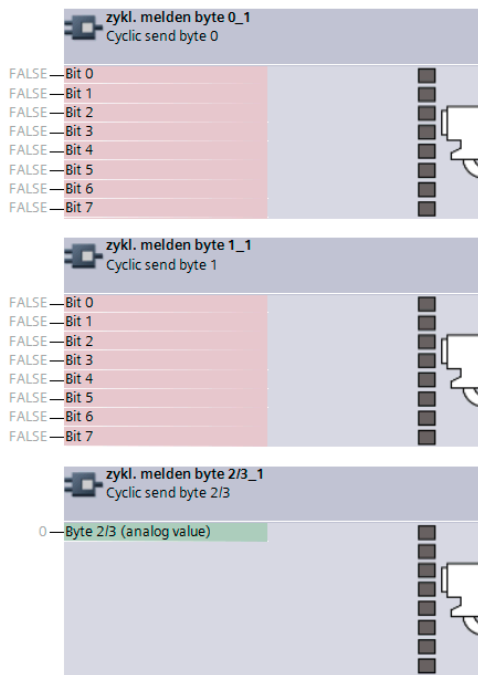 zykl. melden byte 0_1
Cyclic send byte 0
FALSE Bit 0
FALSE Bit 1
FALSE Bit 2
FALSE Bit 3
FALSE Bit 4
FALSE Bit 5
FALSE Bit 6
FALSE Bit 7
zykl. melden byte 1_1
Cyclic send byte 1
FALSE Bit 0
FALSE Bit 1
FALSE Bit 2
FALSE Bit 3
FALSE Bit 4
FALSE Bit 5
FALSE Bit 6
FALSE Bit 7
zykl. melden byte 2/3_1
Cyclic send byte 2/3
0 Byte 2/3 (analog value)